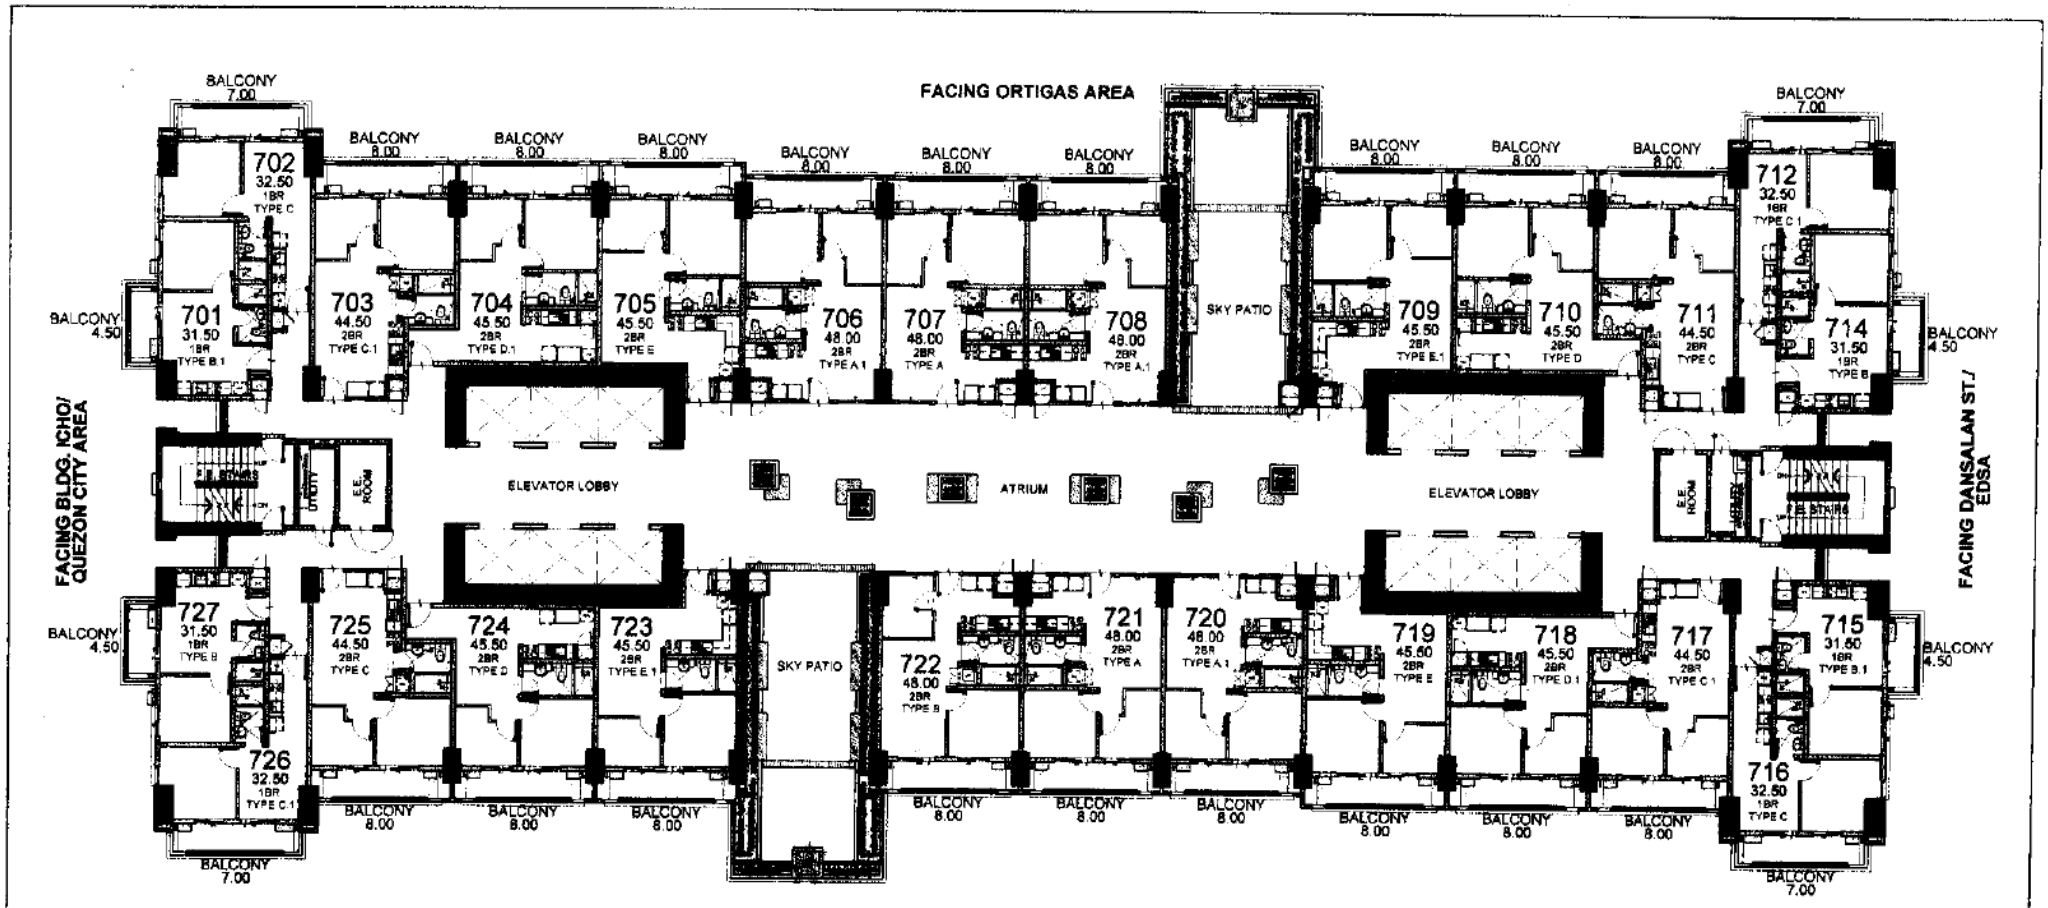 FACING ORTIGAS AREA
BALCONY
7.00
BALCONY
8.00
BALCONY
8.00
BALCONY
8.00
BALCONY
8.00
BALCONY
8.00
BALCONY
8.00
BALCONY
8.00
BALCONY
8.00
BALCONY
8.00
BALCONY
7.00
702
32.50
1BR
TYPE C
712
32.50
1BR
TYPE C.1
BALCONY
4.50
701
31.50
1BR
TYPE B.1
703
44.50
2BR
TYPE C.1
704
45.50
2BR
TYPE D.1
705
45.50
2BR
TYPE E
706
48.00
2BR
TYPE A.1
707
48.00
2BR
TYPE A
708
48.00
2BR
TYPE A.1
SKY PATIO
709
45.50
2BR
TYPE E.1
710
45.50
2BR
TYPE D
711
44.50
2BR
TYPE C
714
31.50
1BR
TYPE B
BALCONY
4.50
FACING BLDG. ICHO/
QUEZON CITY AREA
F.E. STAIRS
UP
DN
UTILITY
E.E.
ROOM
ELEVATOR LOBBY
ATRIUM
ELEVATOR LOBBY
E.E.
ROOM
F.E. STAIRS
FACING DANSALAN ST./
EDSA
BALCONY
4.50
727
31.50
1BR
TYPE B
725
44.50
2BR
TYPE C
724
45.50
2BR
TYPE D
723
45.50
2BR
TYPE E.1
SKY PATIO
722
48.00
2BR
TYPE B
721
48.00
2BR
TYPE A
720
48.00
2BR
TYPE A.1
719
45.50
2BR
TYPE E
718
45.50
2BR
TYPE D.1
717
44.50
2BR
TYPE C.1
715
31.50
1BR
TYPE B.1
BALCONY
4.50
726
32.50
1BR
TYPE C.1
716
32.50
1BR
TYPE C
BALCONY
7.00
BALCONY
8.00
BALCONY
8.00
BALCONY
8.00
BALCONY
8.00
BALCONY
8.00
BALCONY
8.00
BALCONY
8.00
BALCONY
8.00
BALCONY
8.00
BALCONY
7.00